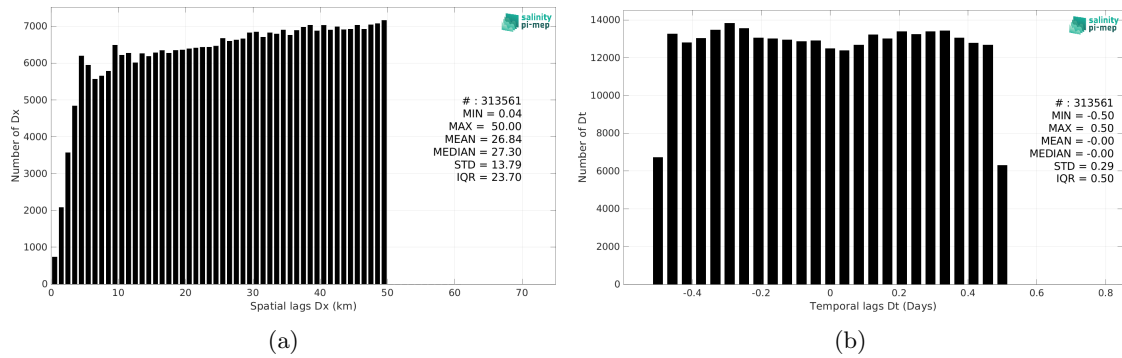 7000
6000
5000
4000
3000
2000
1000
0
Number of Dx
0 10 20 30 40 50 60 70
Spatial lags Dx (km)
salinity
pi-mep
# : 313561
MIN = 0.04
MAX = 50.00
MEAN = 26.84
MEDIAN = 27.30
STD = 13.79
IQR = 23.70
(a)
14000
12000
10000
8000
6000
4000
2000
0
Number of Dt
-0.4 -0.2 0 0.2 0.4 0.6 0.8
Temporal lags Dt (Days)
salinity
pi-mep
# : 313561
MIN = -0.50
MAX = 0.50
MEAN = -0.00
MEDIAN = -0.00
STD = 0.29
IQR = 0.50
(b)